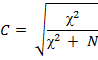 C = √(χ² / (χ² + N))